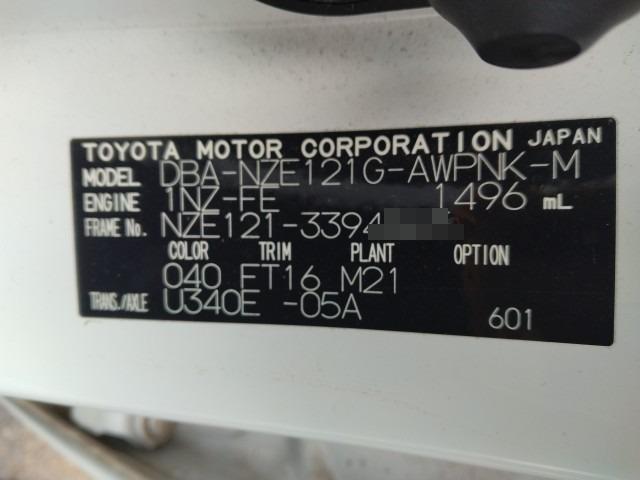 TOYOTA MOTOR CORPORATION JAPAN
MODEL DBA-NZE121G-AWPNK-M
ENGINE 1NZ-FE 1496 mL
FRAME No. NZE121-3394
COLOR TRIM PLANT OPTION
040 FT16 M21
TRANS./AXLE U340E -05A
601